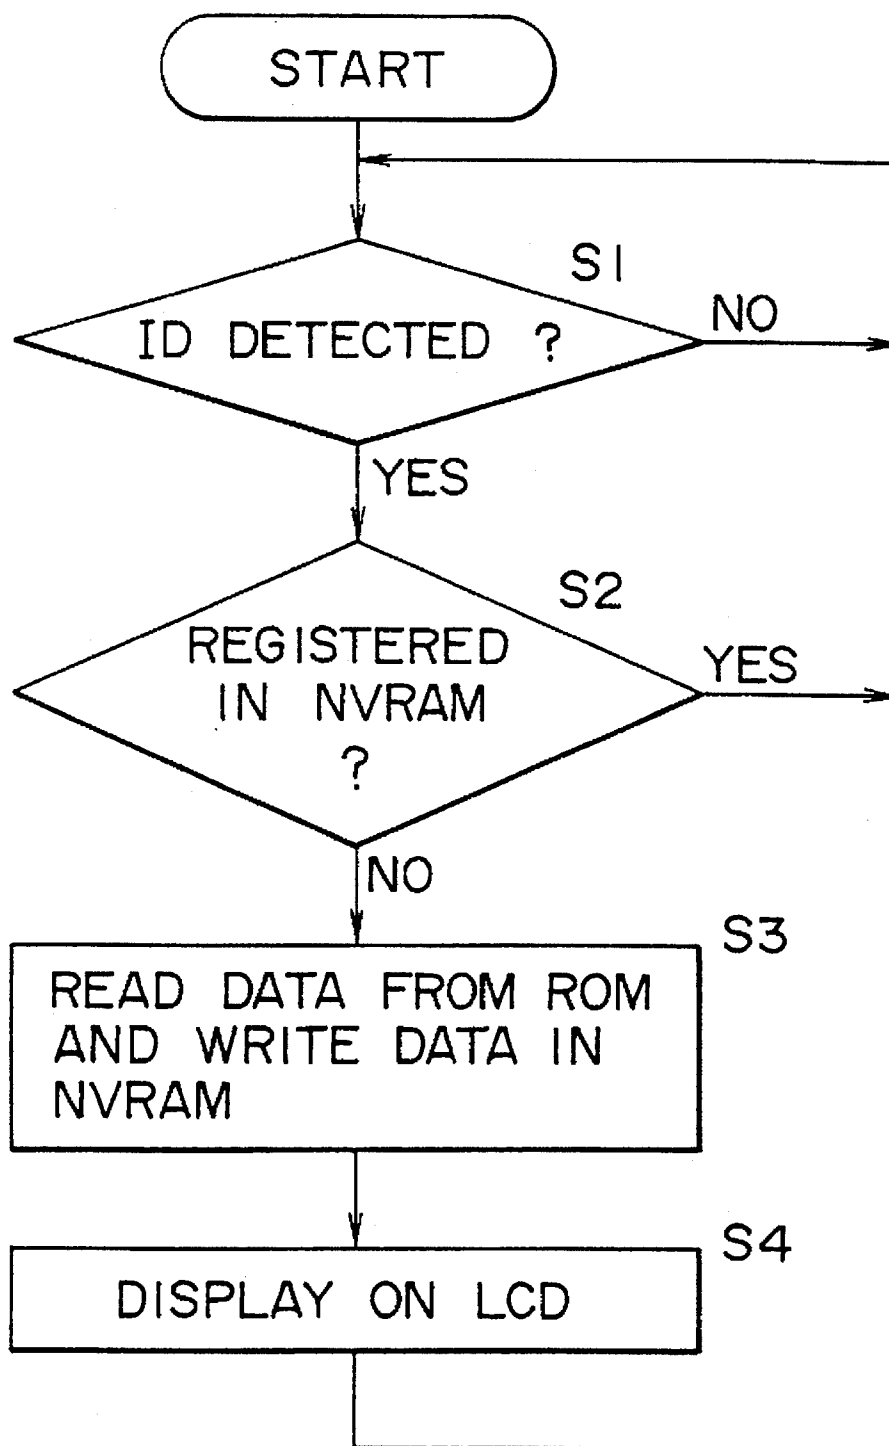 START
S1
ID DETECTED ?
NO
YES
S2
REGISTERED
IN NVRAM
?
YES
NO
S3
READ DATA FROM ROM
AND WRITE DATA IN
NVRAM
S4
DISPLAY ON LCD